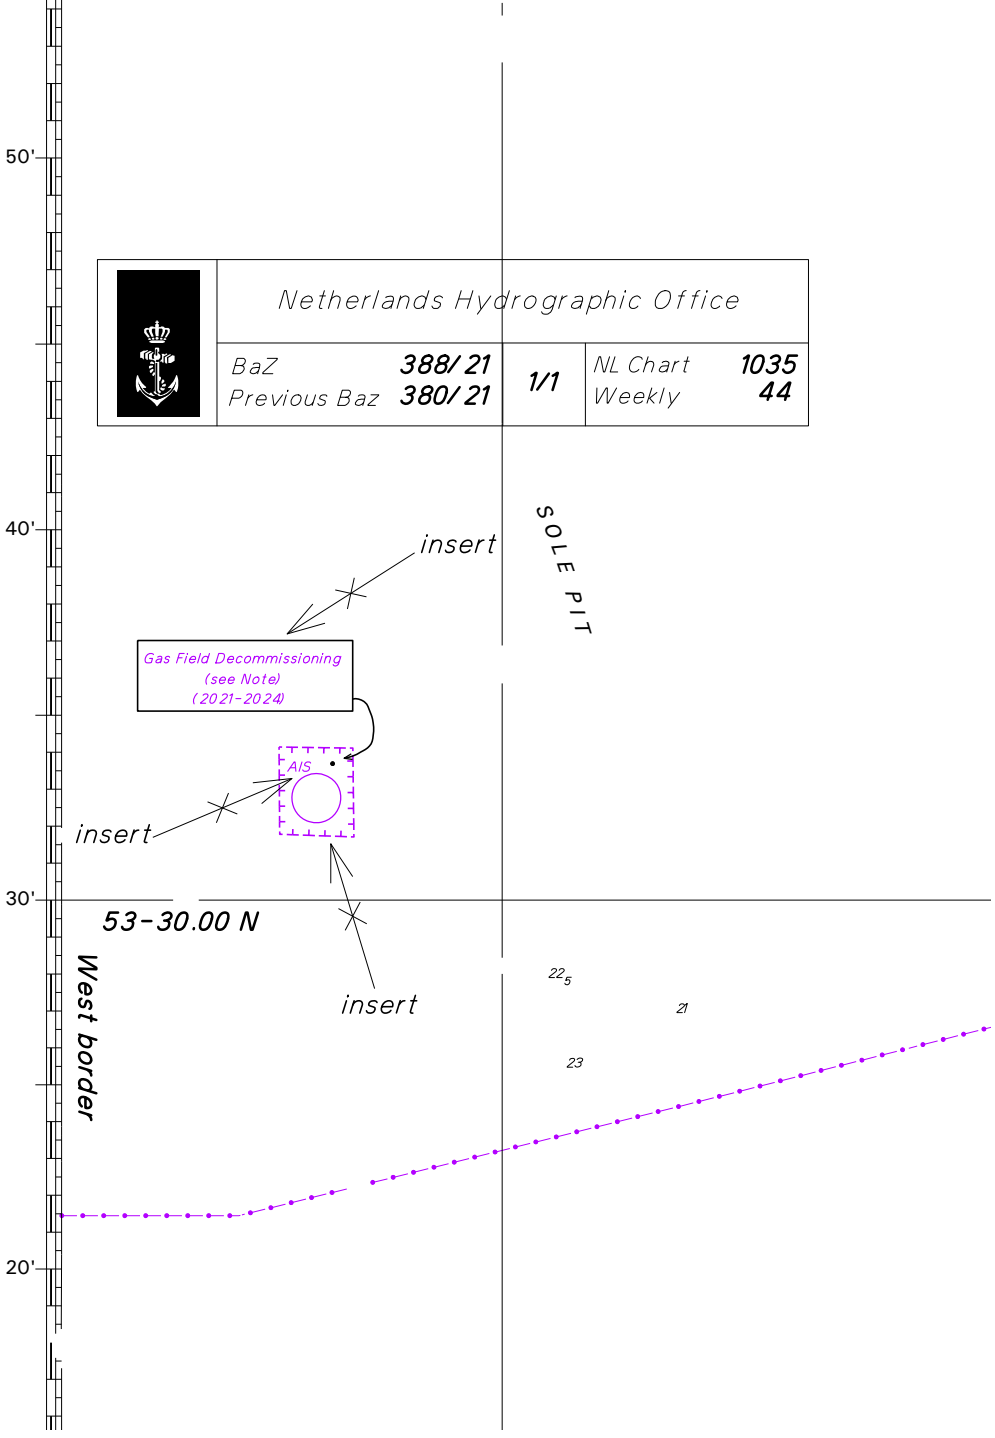 50'
Netherlands Hydrographic Office
BaZ 388/21
Previous Baz 380/21
1/1
NL Chart 1035
Weekly 44
40'
insert
SOLE PIT
Gas Field Decommissioning
(see Note)
(2021-2024)
AIS
insert
30'
53-30.00 N
West border
insert
22₅
21
23
20'